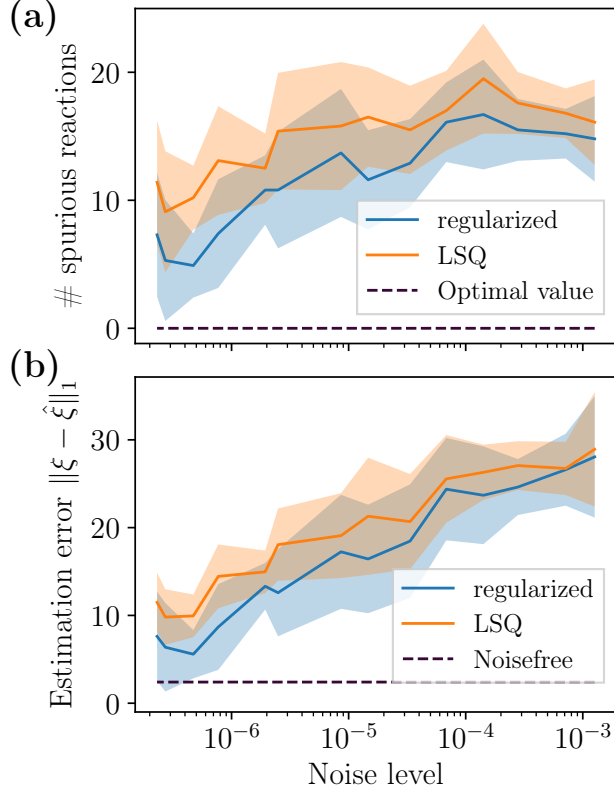 (a)
# spurious reactions
20
10
0
regularized
LSQ
Optimal value
(b)
Estimation error ‖ξ − ξ̂‖₁
30
20
10
0
regularized
LSQ
Noisefree
10⁻⁶
10⁻⁵
10⁻⁴
10⁻³
Noise level